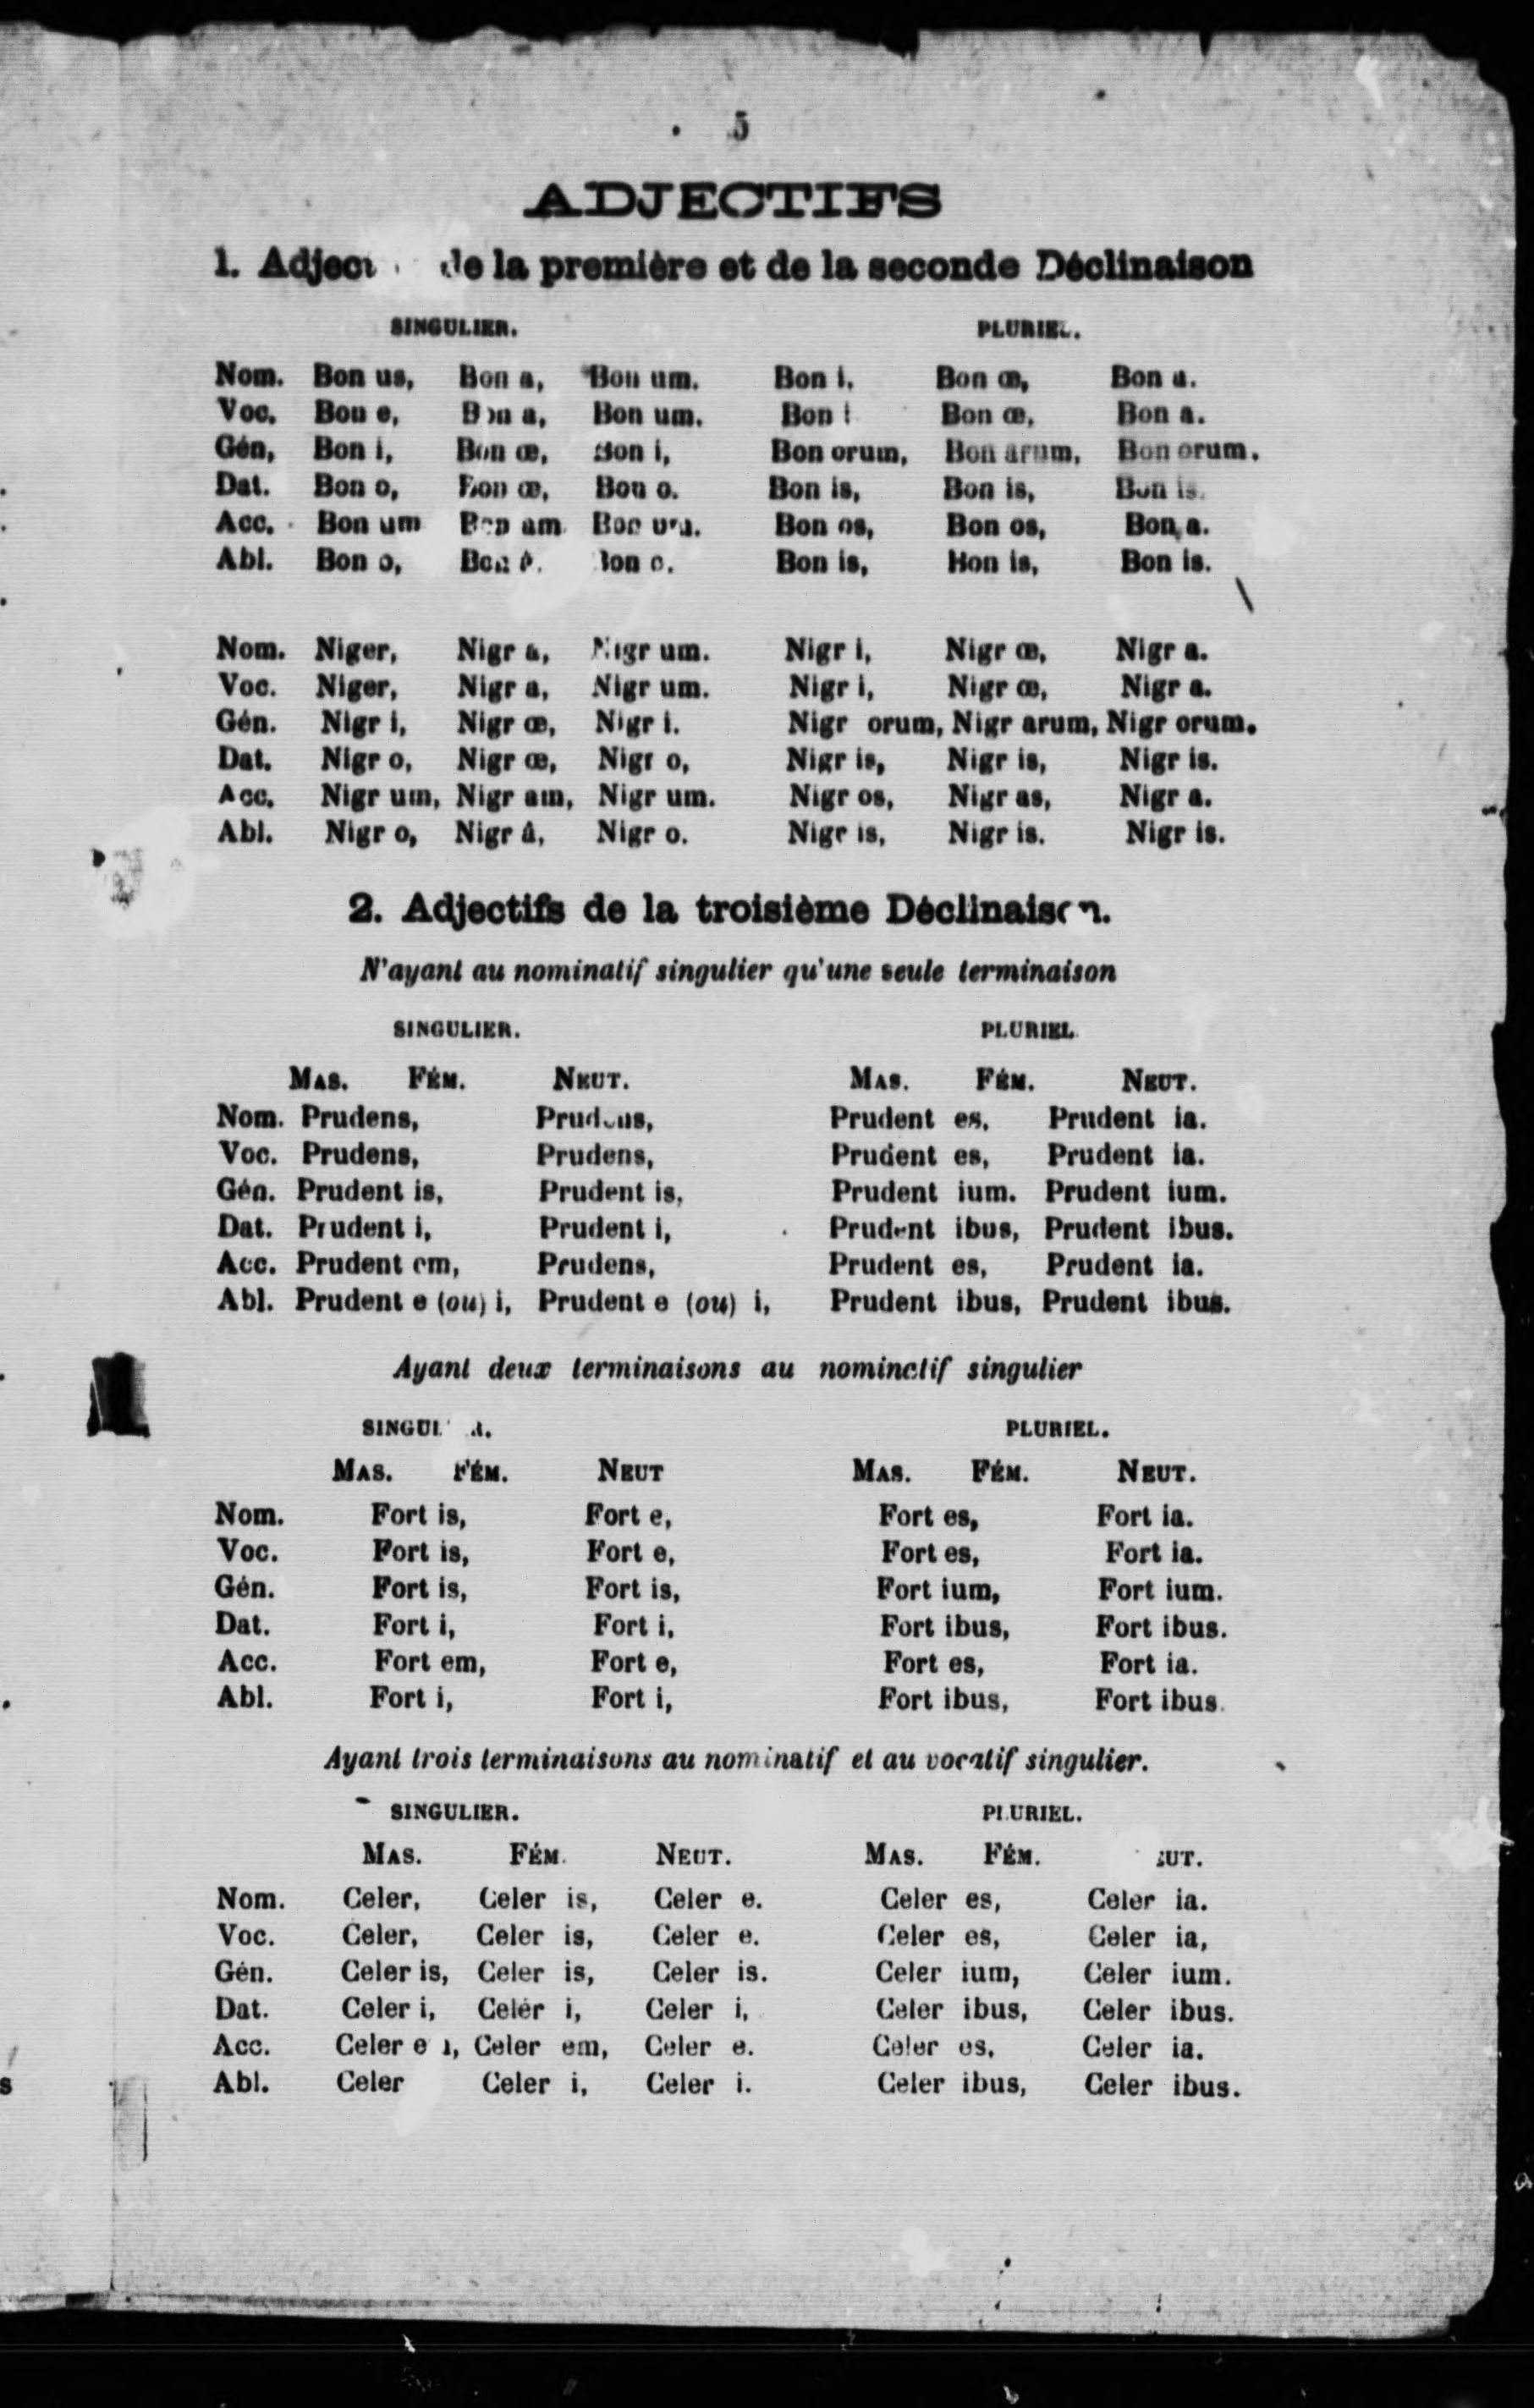 5
ADJECTIFS
1. de la première et de la seconde Déclinaison
SINGULIER. PLURIEL.
Nom. Bon us, Bon a, Bon um. Bon i, Bon œ, Bon a.
Voc. Bon e, Bon a, Bon um. Bon i Bon œ, Bon a.
Gén, Bon i, Bon œ, Bon i, Bon orum, Bon arum, Bon orum.
Dat. Bon o, Bon œ, Bon o. Bon is, Bon is, Bon is.
Acc. Bon um Bon am Bon um. Bon os, Bon os, Bon a.
Abl. Bon o, Bon Bon o. Bon is, Bon is, Bon is.
Nom. Niger, Nigr a, Nigr um. Nigr i, Nigr œ, Nigr a.
Voc. Niger, Nigr a, Nigr um. Nigr i, Nigr œ, Nigr a.
Gén. Nigr i, Nigr œ, Nigr i. Nigr orum, Nigr arum, Nigr orum.
Dat. Nigr o, Nigr œ, Nigr o, Nigr is, Nigr is, Nigr is.
Acc. Nigr um, Nigr am, Nigr um. Nigr os, Nigr as, Nigr a.
Abl. Nigr o, Nigr â, Nigr o. Nigr is, Nigr is. Nigr is.
2. Adjectifs de la troisième Déclinaison.
N'ayant au nominatif singulier qu'une seule terminaison
SINGULIER. PLURIEL
MAS. FÉM. NEUT. MAS. FÉM. NEUT.
Nom. Prudens, Prudens, Prudent es, Prudent ia.
Voc. Prudens, Prudens, Prudent es, Prudent ia.
Gén. Prudent is, Prudent is, Prudent ium. Prudent ium.
Dat. Prudent i, Prudent i, Prudent ibus, Prudent ibus.
Acc. Prudent em, Prudens, Prudent es, Prudent ia.
Abl. Prudent e (ou) i, Prudent e (ou) i, Prudent ibus, Prudent ibus.
Ayant deux terminaisons au nominatif singulier
PLURIEL.
MAS. FÉM. NEUT MAS. FÉM. NEUT.
Nom. Fort is, Fort e, Fort es, Fort ia.
Voc. Fort is, Fort e, Fort es, Fort ia.
Gén. Fort is, Fort is, Fort ium, Fort ium.
Dat. Fort i, Fort i, Fort ibus, Fort ibus.
Acc. Fort em, Fort e, Fort es, Fort ia.
Abl. Fort i, Fort i, Fort ibus, Fort ibus
Ayant trois terminaisons au nominatif et au vocatif singulier.
SINGULIER. PLURIEL.
MAS. FÉM. NEUT. MAS. FÉM.
Nom. Celer, Celer is, Celer e. Celer es, Celer ia.
Voc. Celer, Celer is, Celer e. Celer es, Celer ia,
Gén. Celer is, Celer is, Celer is. Celer ium, Celer ium.
Dat. Celer i, Celer i, Celer i, Celer ibus, Celer ibus.
Acc. Celer Celer em, Celer e. Celer es, Celer ia.
Abl. Celer Celer i, Celer i. Celer ibus, Celer ibus.